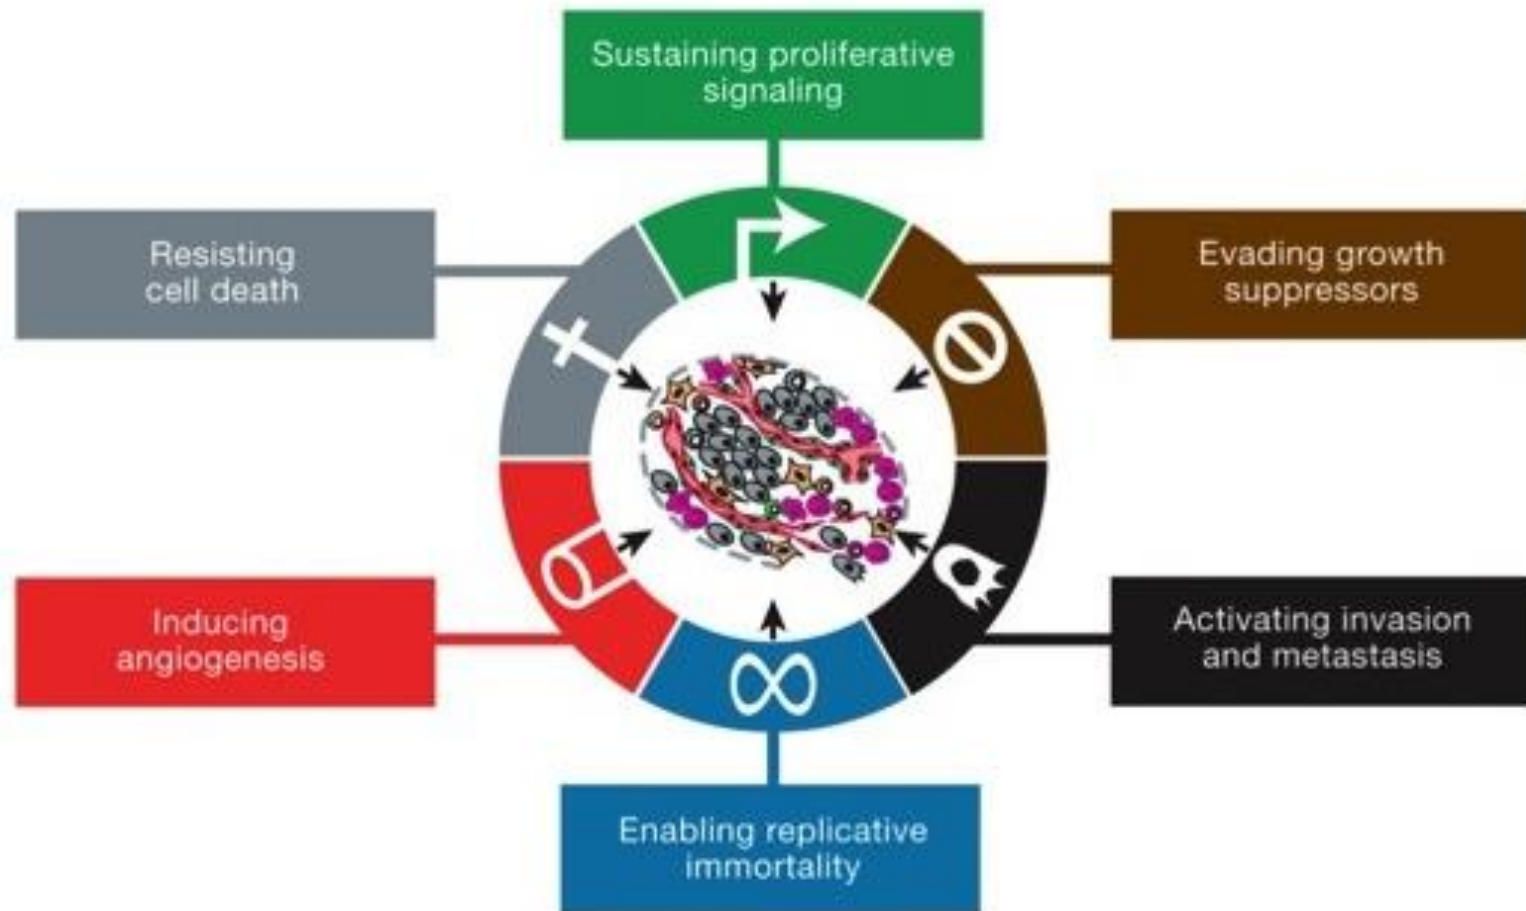 Sustaining proliferative
signaling
Resisting
cell death
Evading growth
suppressors
Inducing
angiogenesis
Activating invasion
and metastasis
Enabling replicative
immortality